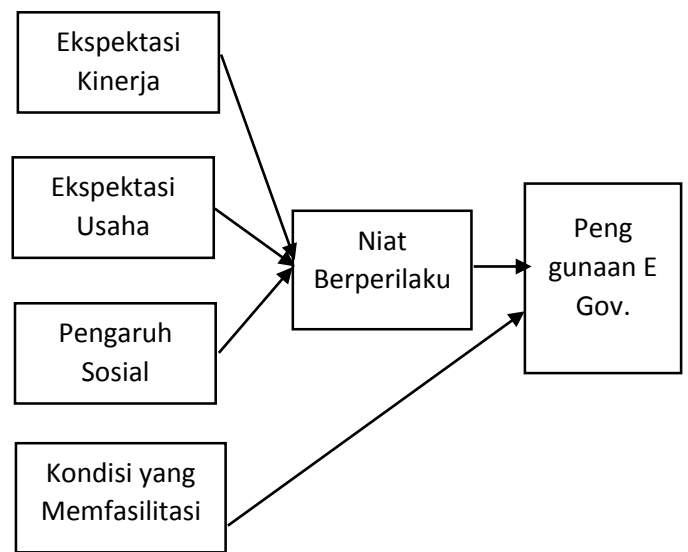 Ekspektasi
Kinerja
Ekspektasi
Usaha
Pengaruh
Sosial
Kondisi yang
Memfasilitasi
Niat
Berperilaku
Peng
gunaan E
Gov.